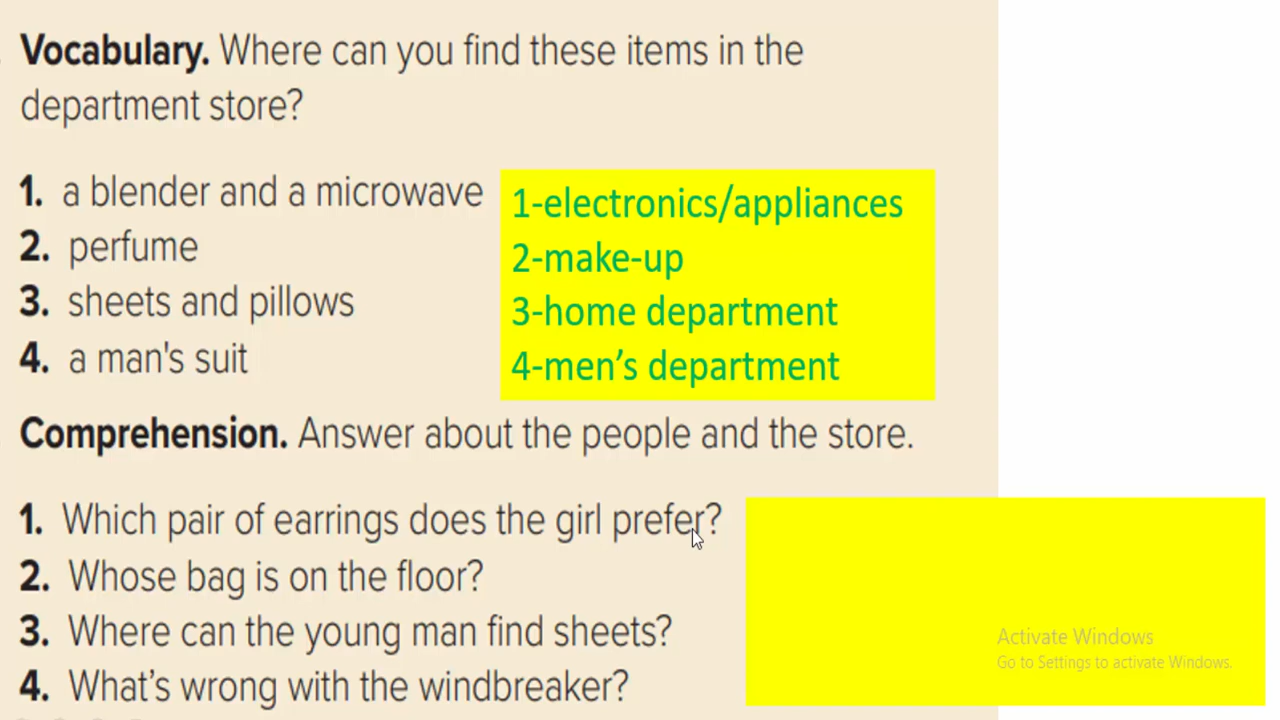 Vocabulary. Where can you find these items in the
department store?
1. a blender and a microwave
2. perfume
3. sheets and pillows
4. a man's suit
1-electronics/appliances
2-make-up
3-home department
4-men’s department
Comprehension. Answer about the people and the store.
1. Which pair of earrings does the girl prefer?
2. Whose bag is on the floor?
3. Where can the young man find sheets?
4. What’s wrong with the windbreaker?
Activate Windows
Go to Settings to activate Windows.